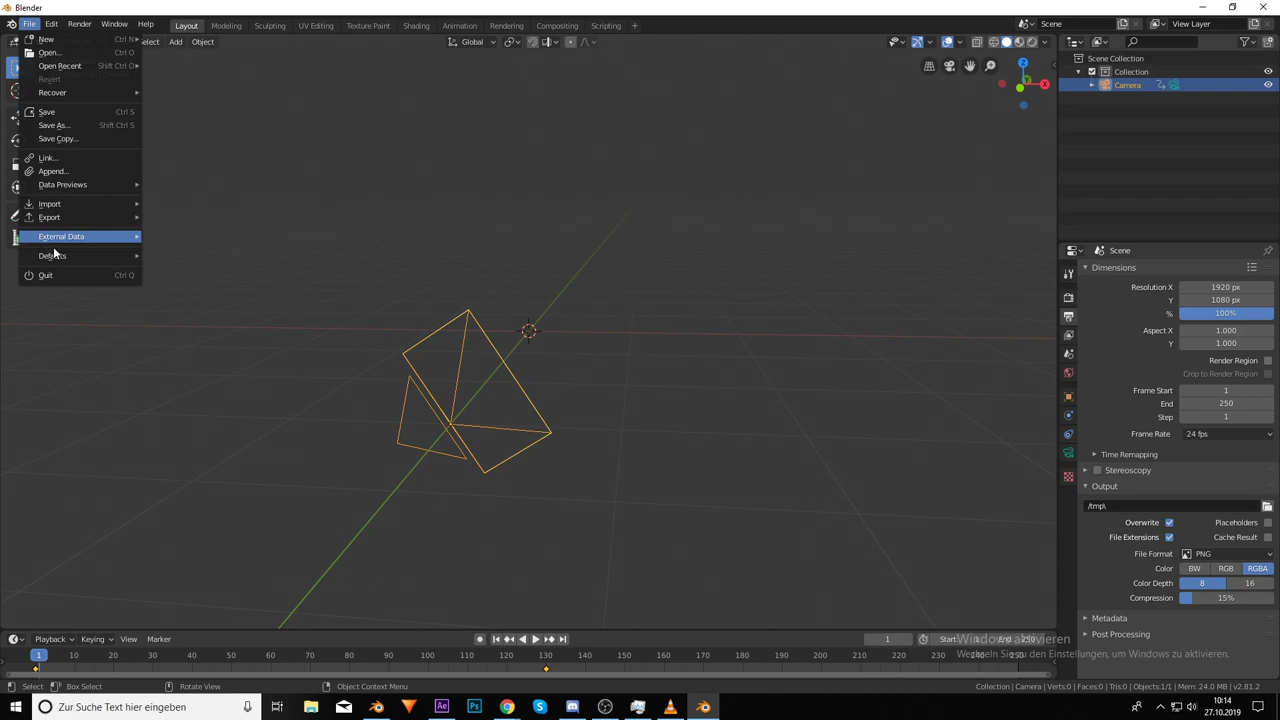 Blender
File Edit Render Window Help
Layout Modeling Sculpting UV Editing Texture Paint Shading Animation Rendering Compositing Scripting +
Scene
View Layer
New Ctrl N
Open... Ctrl O
Open Recent Shift Ctrl O
Revert
Recover
Save Ctrl S
Save As... Shift Ctrl S
Save Copy...
Link...
Append...
Data Previews
Import
Export
External Data
Defaults
Quit Ctrl Q
Select Add Object
Global
Z
X
Y
Scene Collection
Collection
Camera
Scene
Dimensions
Resolution X 1920 px
Y 1080 px
% 100%
Aspect X 1.000
Y 1.000
Render Region
Crop to Render Region
Frame Start 1
End 250
Step 1
Frame Rate 24 fps
Time Remapping
Stereoscopy
Output
/tmp\
Overwrite Placeholders
File Extensions Cache Result
File Format PNG
Color BW RGB RGBA
Color Depth 8 16
Compression 15%
Metadata
Post Processing
Playback Keying View Marker
1 Start: 1 End: 250
1 10 20 30 40 50 60 70 80 90 100 110 120 130 140 150 160 170 180 190 200 210 220 230 240 250
Windows aktivieren
Wechseln Sie zu den Einstellungen, um Windows zu aktivieren.
Select Box Select Rotate View Object Context Menu
Collection | Camera | Verts:0 | Faces:0 | Tris:0 | Objects:1/1 | Mem: 24.0 MB | v2.81.2
Zur Suche Text hier eingeben
Ae Ps
10:14
27.10.2019